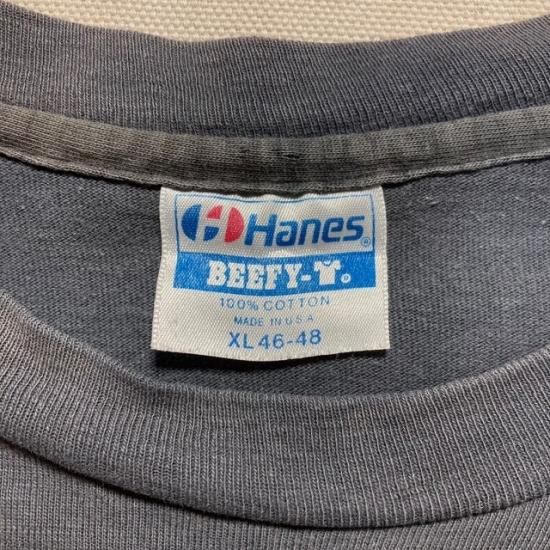 Hanes®
BEEFY-T®
100% COTTON
MADE IN U.S.A
XL 46-48